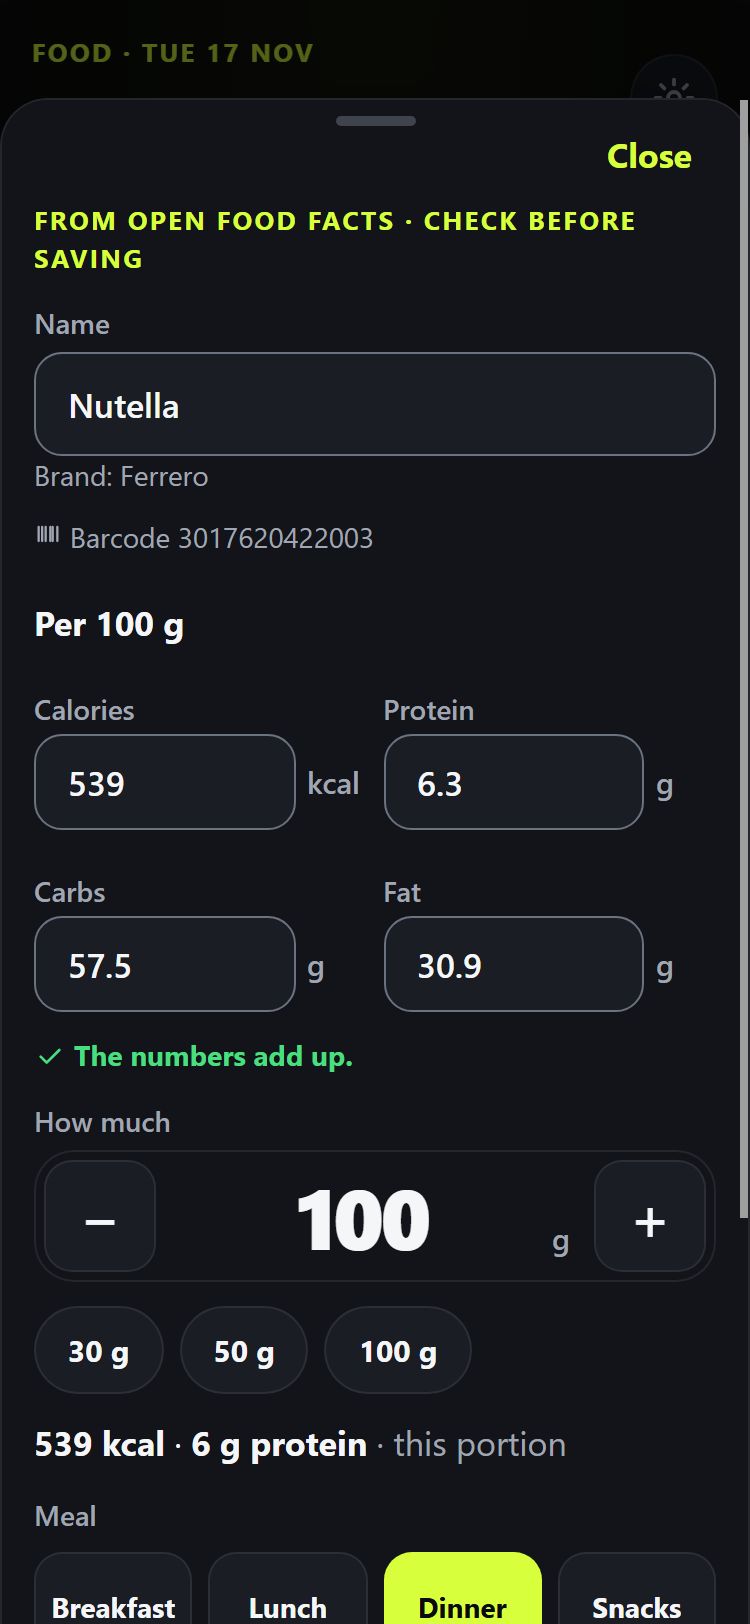 FOOD · TUE 17 NOV
Close
FROM OPEN FOOD FACTS · CHECK BEFORE
SAVING
Name
Nutella
Brand: Ferrero
Barcode 3017620422003
Per 100 g
Calories Protein
539 kcal 6.3 g
Carbs Fat
57.5 g 30.9 g
The numbers add up.
How much
− 100 g +
30 g 50 g 100 g
539 kcal · 6 g protein · this portion
Meal
Breakfast Lunch Dinner Snacks